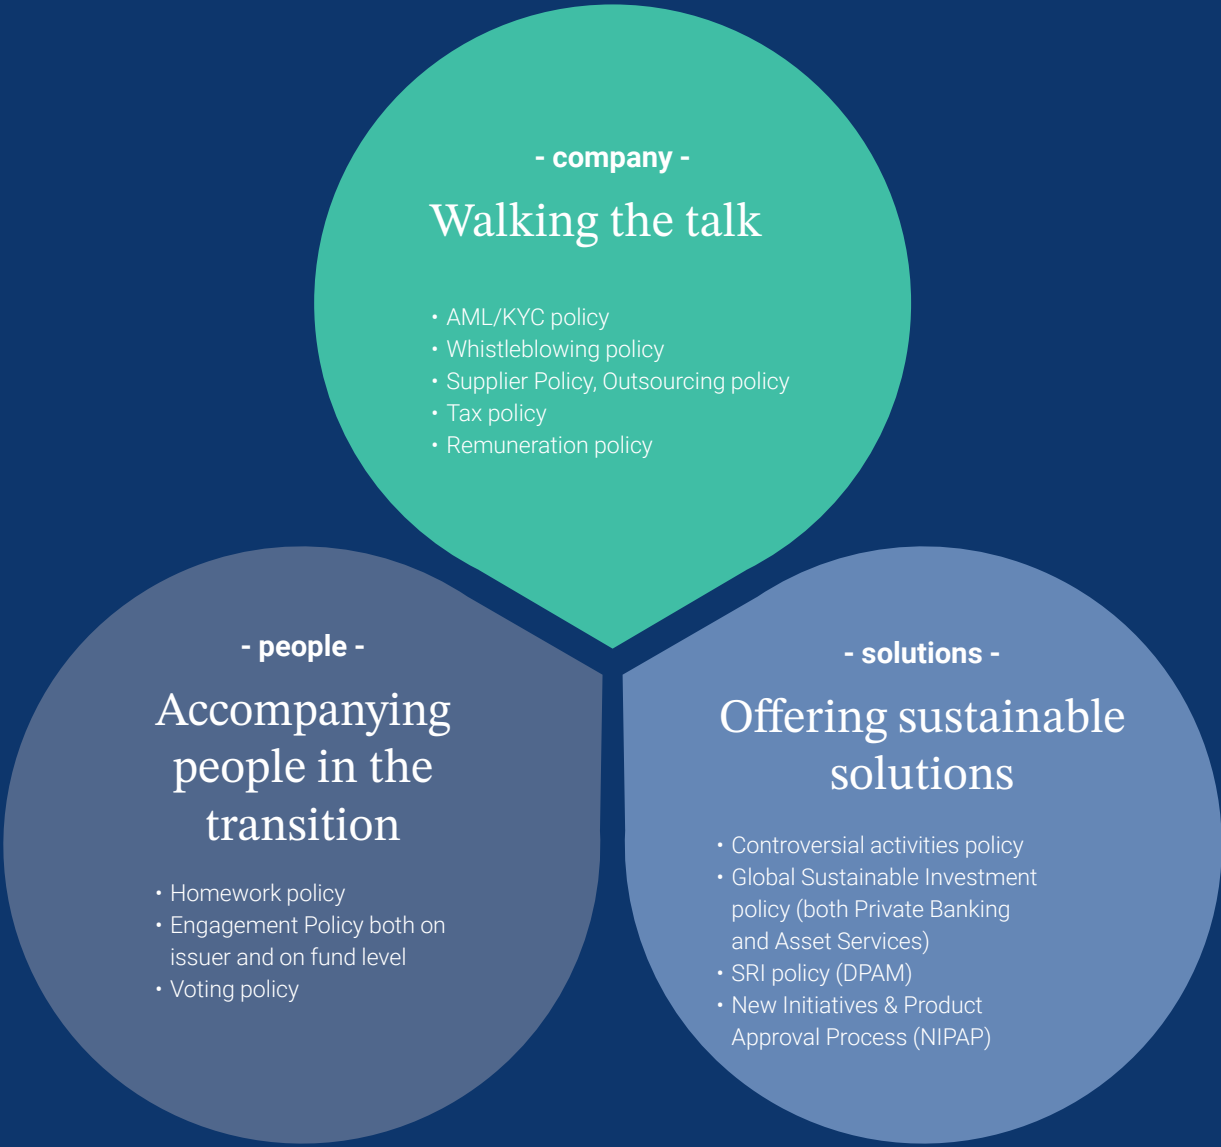 - company -
Walking the talk
• AML/KYC policy
• Whistleblowing policy
• Supplier Policy, Outsourcing policy
• Tax policy
• Remuneration policy
- people -
Accompanying
people in the
transition
• Homework policy
• Engagement Policy both on
issuer and on fund level
• Voting policy
- solutions -
Offering sustainable
solutions
• Controversial activities policy
• Global Sustainable Investment
policy (both Private Banking
and Asset Services)
• SRI policy (DPAM)
• New Initiatives & Product
Approval Process (NIPAP)